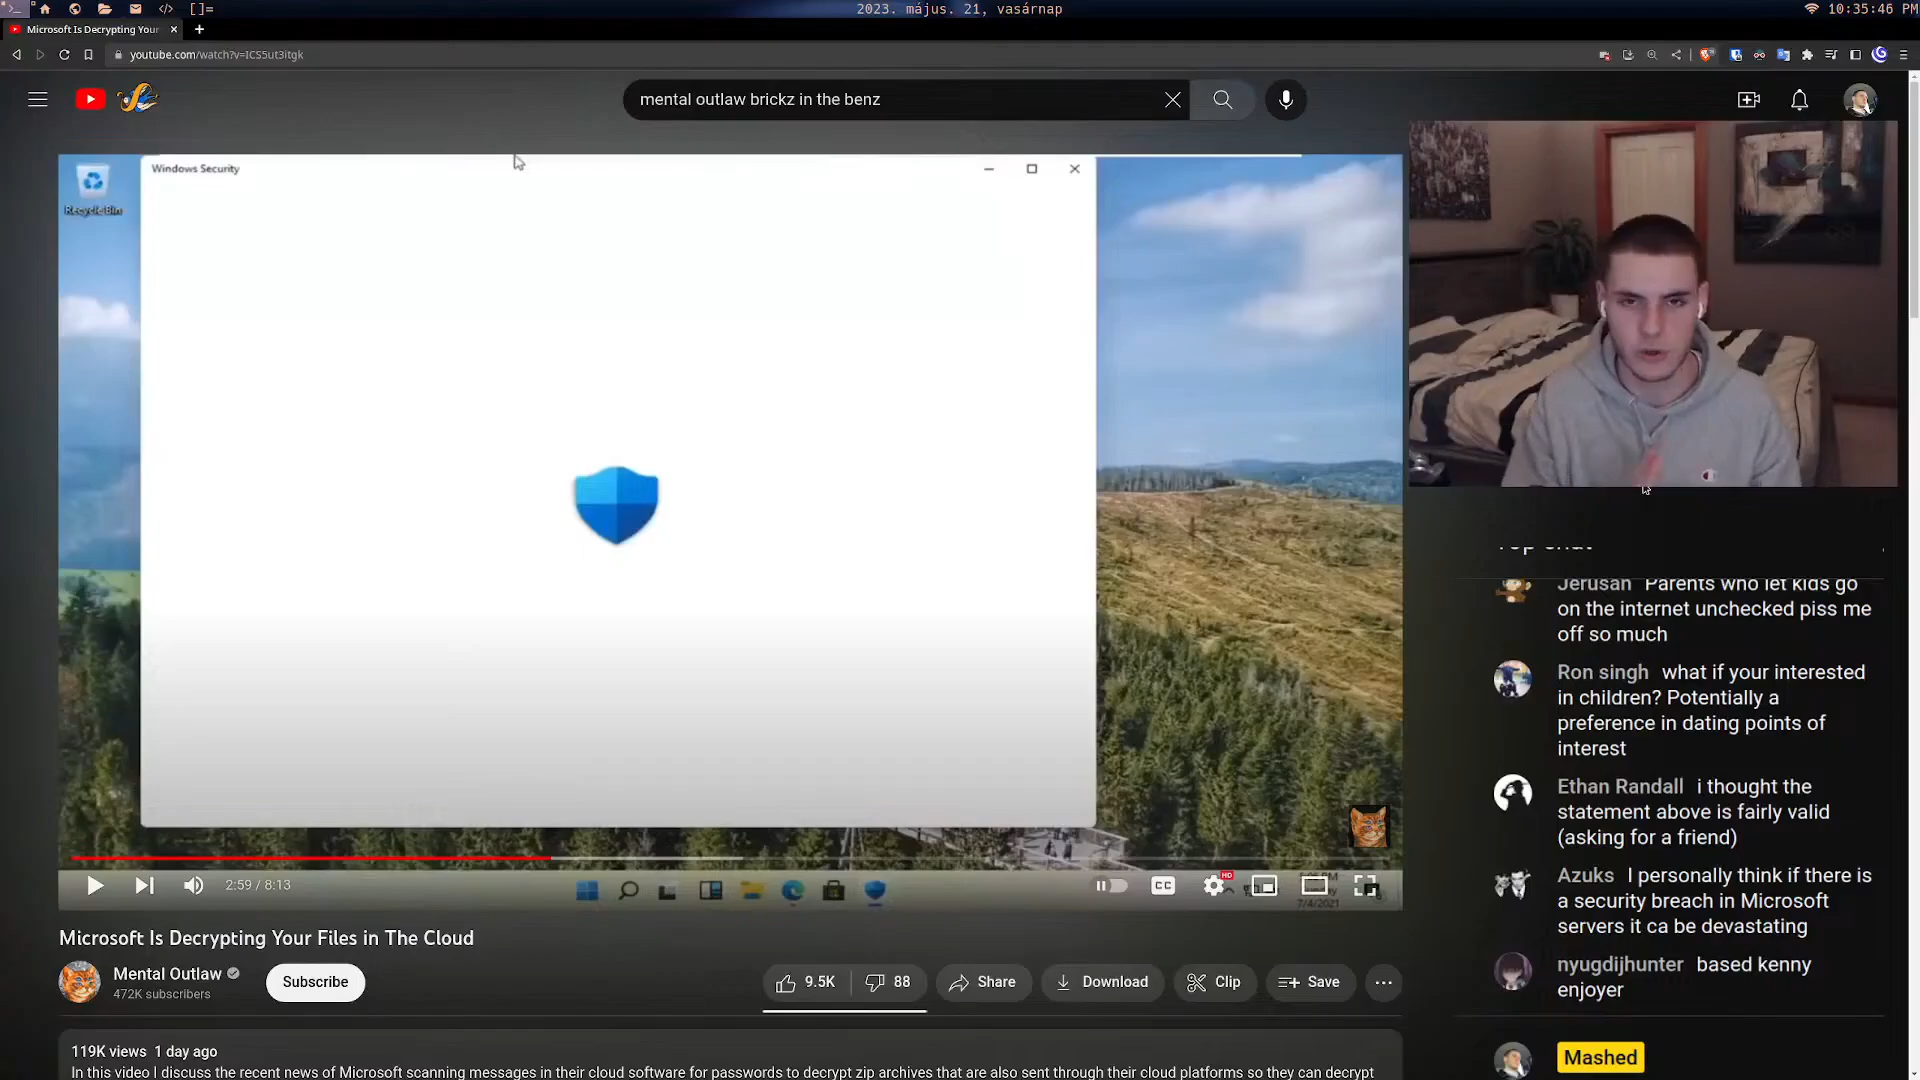 []=
2023. május. 21, vasárnap
10:35:46 PM
Microsoft Is Decrypting Your
youtube.com/watch?v=ICS5ut3itgk
mental outlaw brickz in the benz
Windows Security
Recycle Bin
2:59 / 8:13
CC
HD
7/4/2021
Microsoft Is Decrypting Your Files in The Cloud
Mental Outlaw
472K subscribers
Subscribe
9.5K
88
Share
Download
Clip
Save
119K views 1 day ago
In this video I discuss the recent news of Microsoft scanning messages in their cloud software for passwords to decrypt zip archives that are also sent through their cloud platforms so they can decrypt
Top chat
Jerusan Parents who let kids go
on the internet unchecked piss me
off so much
Ron singh what if your interested
in children? Potentially a
preference in dating points of
interest
Ethan Randall i thought the
statement above is fairly valid
(asking for a friend)
Azuks I personally think if there is
a security breach in Microsoft
servers it ca be devastating
nyugdijhunter based kenny
enjoyer
Mashed